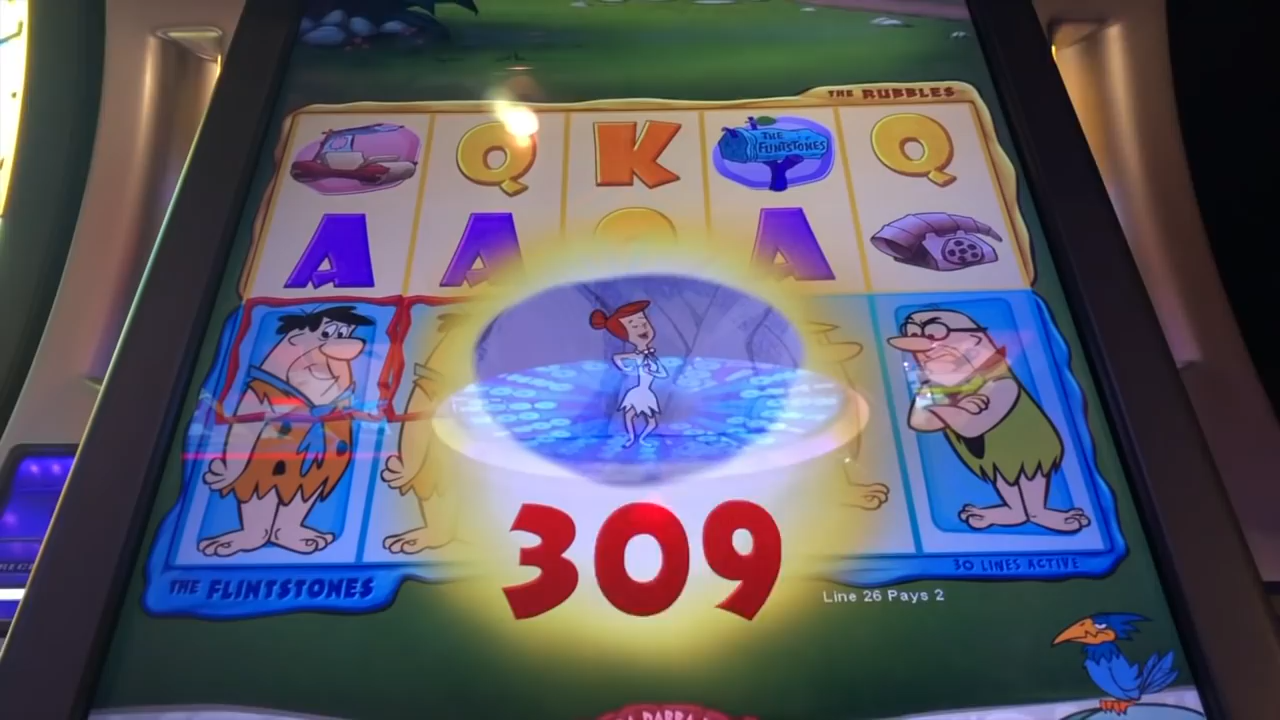 THE RUBBLES
Q K THE FLINTSTONES Q
A A A
309
30 LINES ACTIVE
THE FLINTSTONES
Line 26 Pays 2